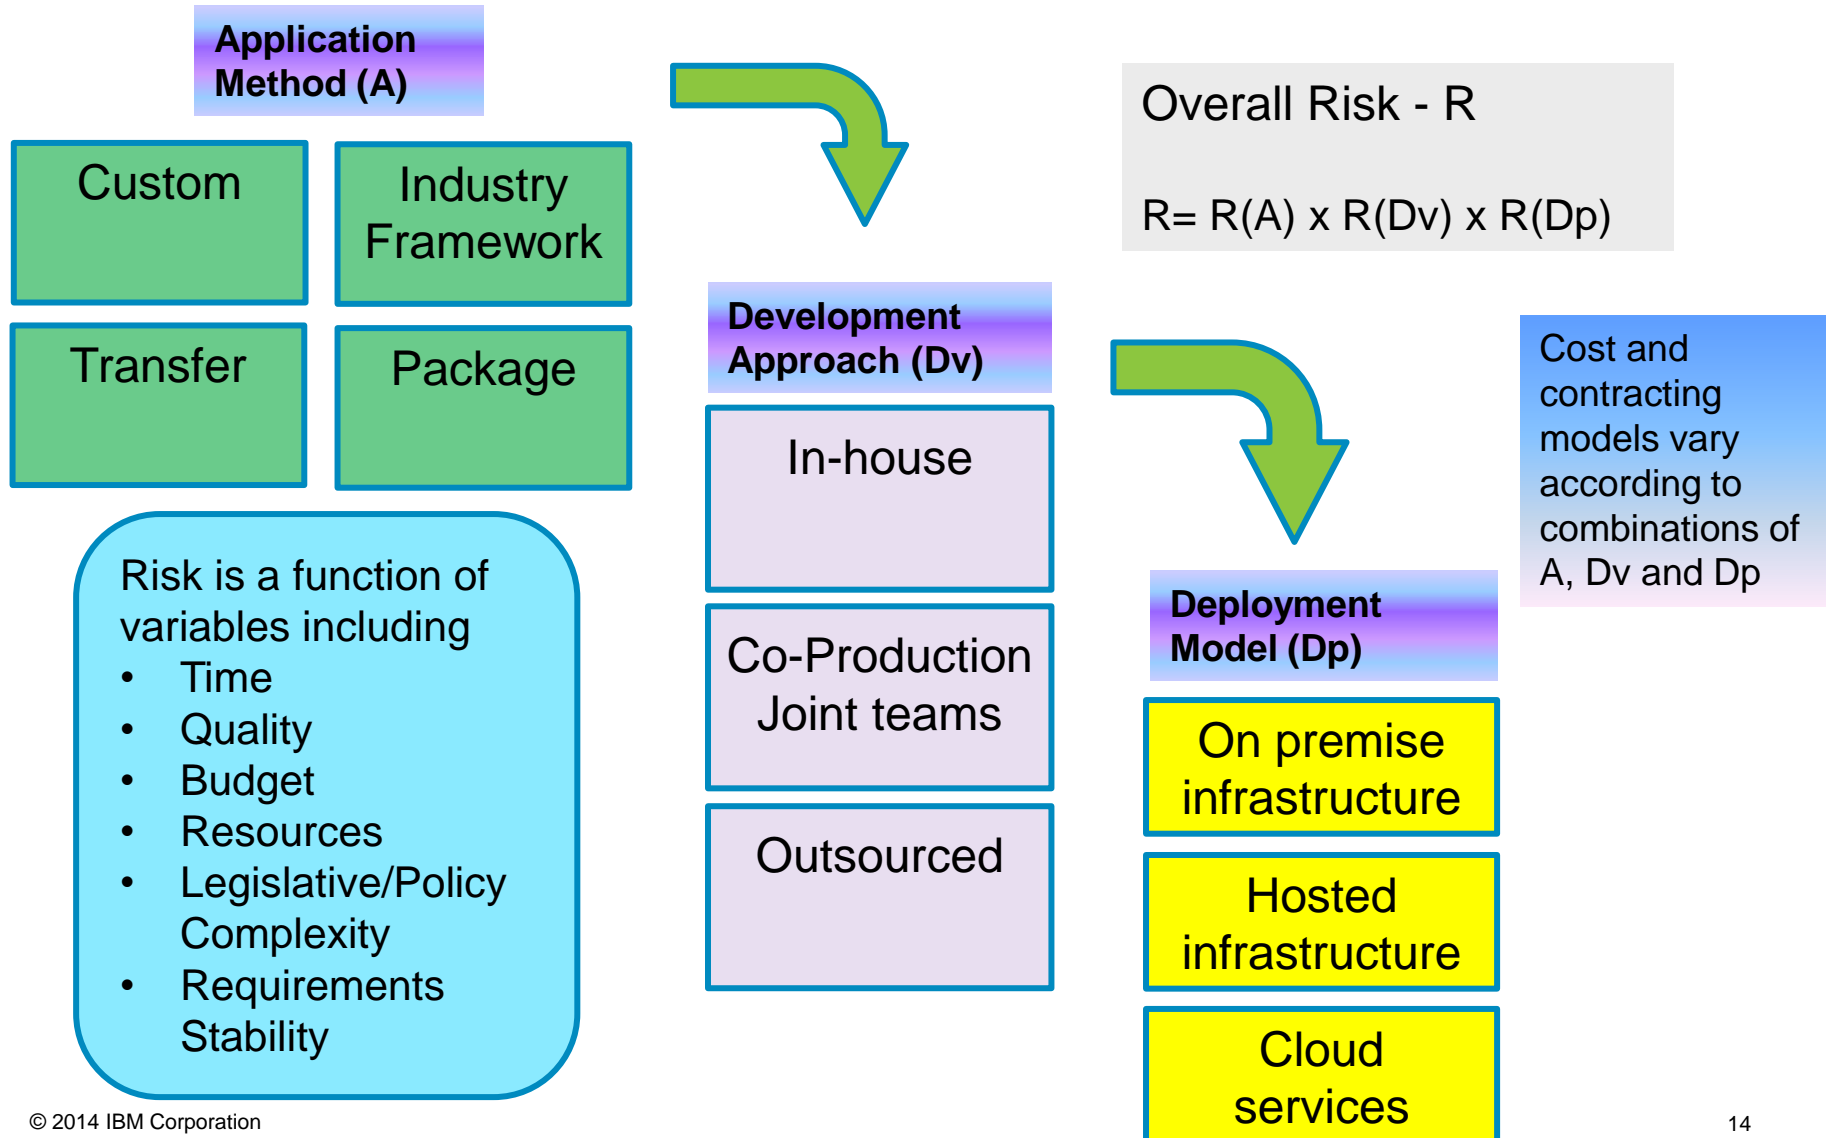 Application
Method (A)
Custom
Industry
Framework
Transfer
Package
Risk is a function of
variables including
• Time
• Quality
• Budget
• Resources
• Legislative/Policy
Complexity
• Requirements
Stability
Development
Approach (Dv)
In-house
Co-Production
Joint teams
Outsourced
Overall Risk - R
R= R(A) x R(Dv) x R(Dp)
Deployment
Model (Dp)
On premise
infrastructure
Hosted
infrastructure
Cloud
services
Cost and
contracting
models vary
according to
combinations of
A, Dv and Dp
© 2014 IBM Corporation
14